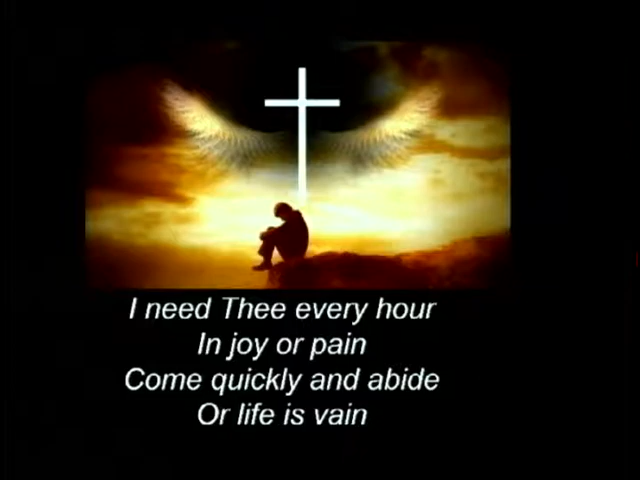 I need Thee every hour
In joy or pain
Come quickly and abide
Or life is vain